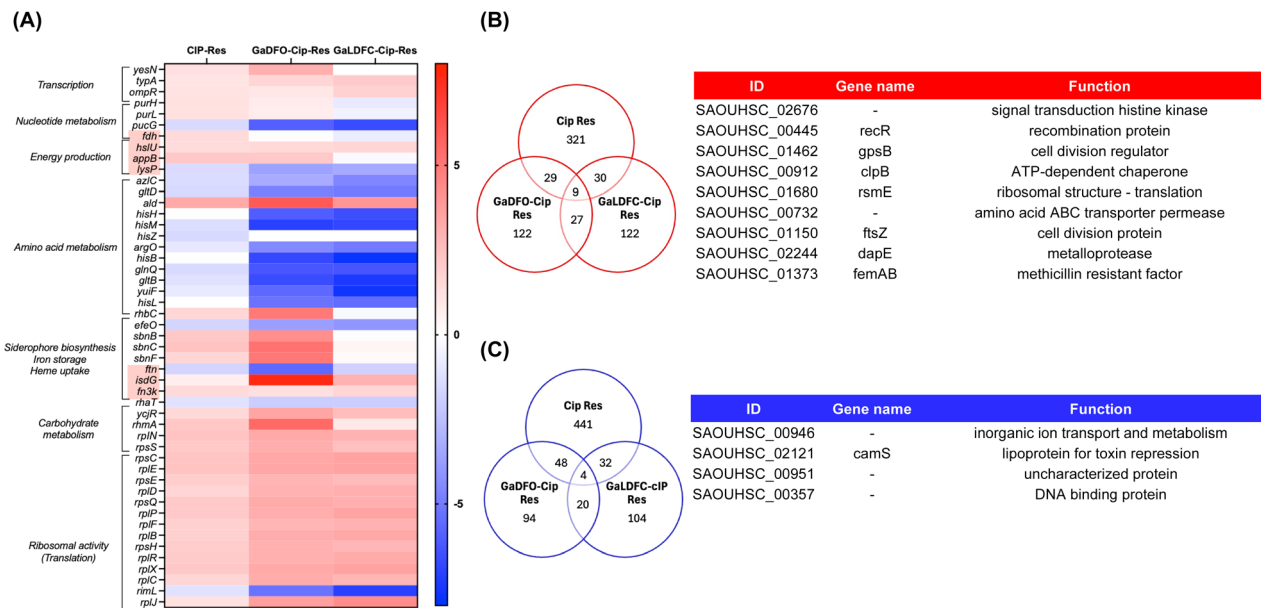 (A)
CIP-Res GaDFO-Cip-Res GaLDFC-Cip-Res
Transcription
Nucleotide metabolism
Energy production
Amino acid metabolism
Siderophore biosynthesis
Iron storage
Heme uptake
Carbohydrate
metabolism
Ribosomal activity
(Translation)
yesN
typA
ompR
purH
purL
pucG
fdh
hslU
appB
lysP
azlC
gltD
ald
hisH
hisM
hisZ
argO
hisB
glnQ
gltB
yuiF
hisL
rhbC
efeO
sbnB
sbnC
sbnF
ftn
isdG
fn3k
rhaT
ycjR
rhmA
rplN
rpsS
rpsC
rplE
rpsE
rplD
rpsQ
rplP
rplF
rplB
rpsH
rplR
rplX
rplC
rimL
rplJ
5
0
-5
(B)
Cip Res
321
29
30
9
GaDFO-Cip
Res
122
27
GaLDFC-Cip
Res
122
ID Gene name Function
SAOUHSC_02676 - signal transduction histine kinase
SAOUHSC_00445 recR recombination protein
SAOUHSC_01462 gpsB cell division regulator
SAOUHSC_00912 clpB ATP-dependent chaperone
SAOUHSC_01680 rsmE ribosomal structure - translation
SAOUHSC_00732 - amino acid ABC transporter permease
SAOUHSC_01150 ftsZ cell division protein
SAOUHSC_02244 dapE metalloprotease
SAOUHSC_01373 femAB methicillin resistant factor
(C)
Cip Res
441
48
32
4
GaDFO-Cip
Res
94
20
GaLDFC-cIP
Res
104
ID Gene name Function
SAOUHSC_00946 - inorganic ion transport and metabolism
SAOUHSC_02121 camS lipoprotein for toxin repression
SAOUHSC_00951 - uncharacterized protein
SAOUHSC_00357 - DNA binding protein